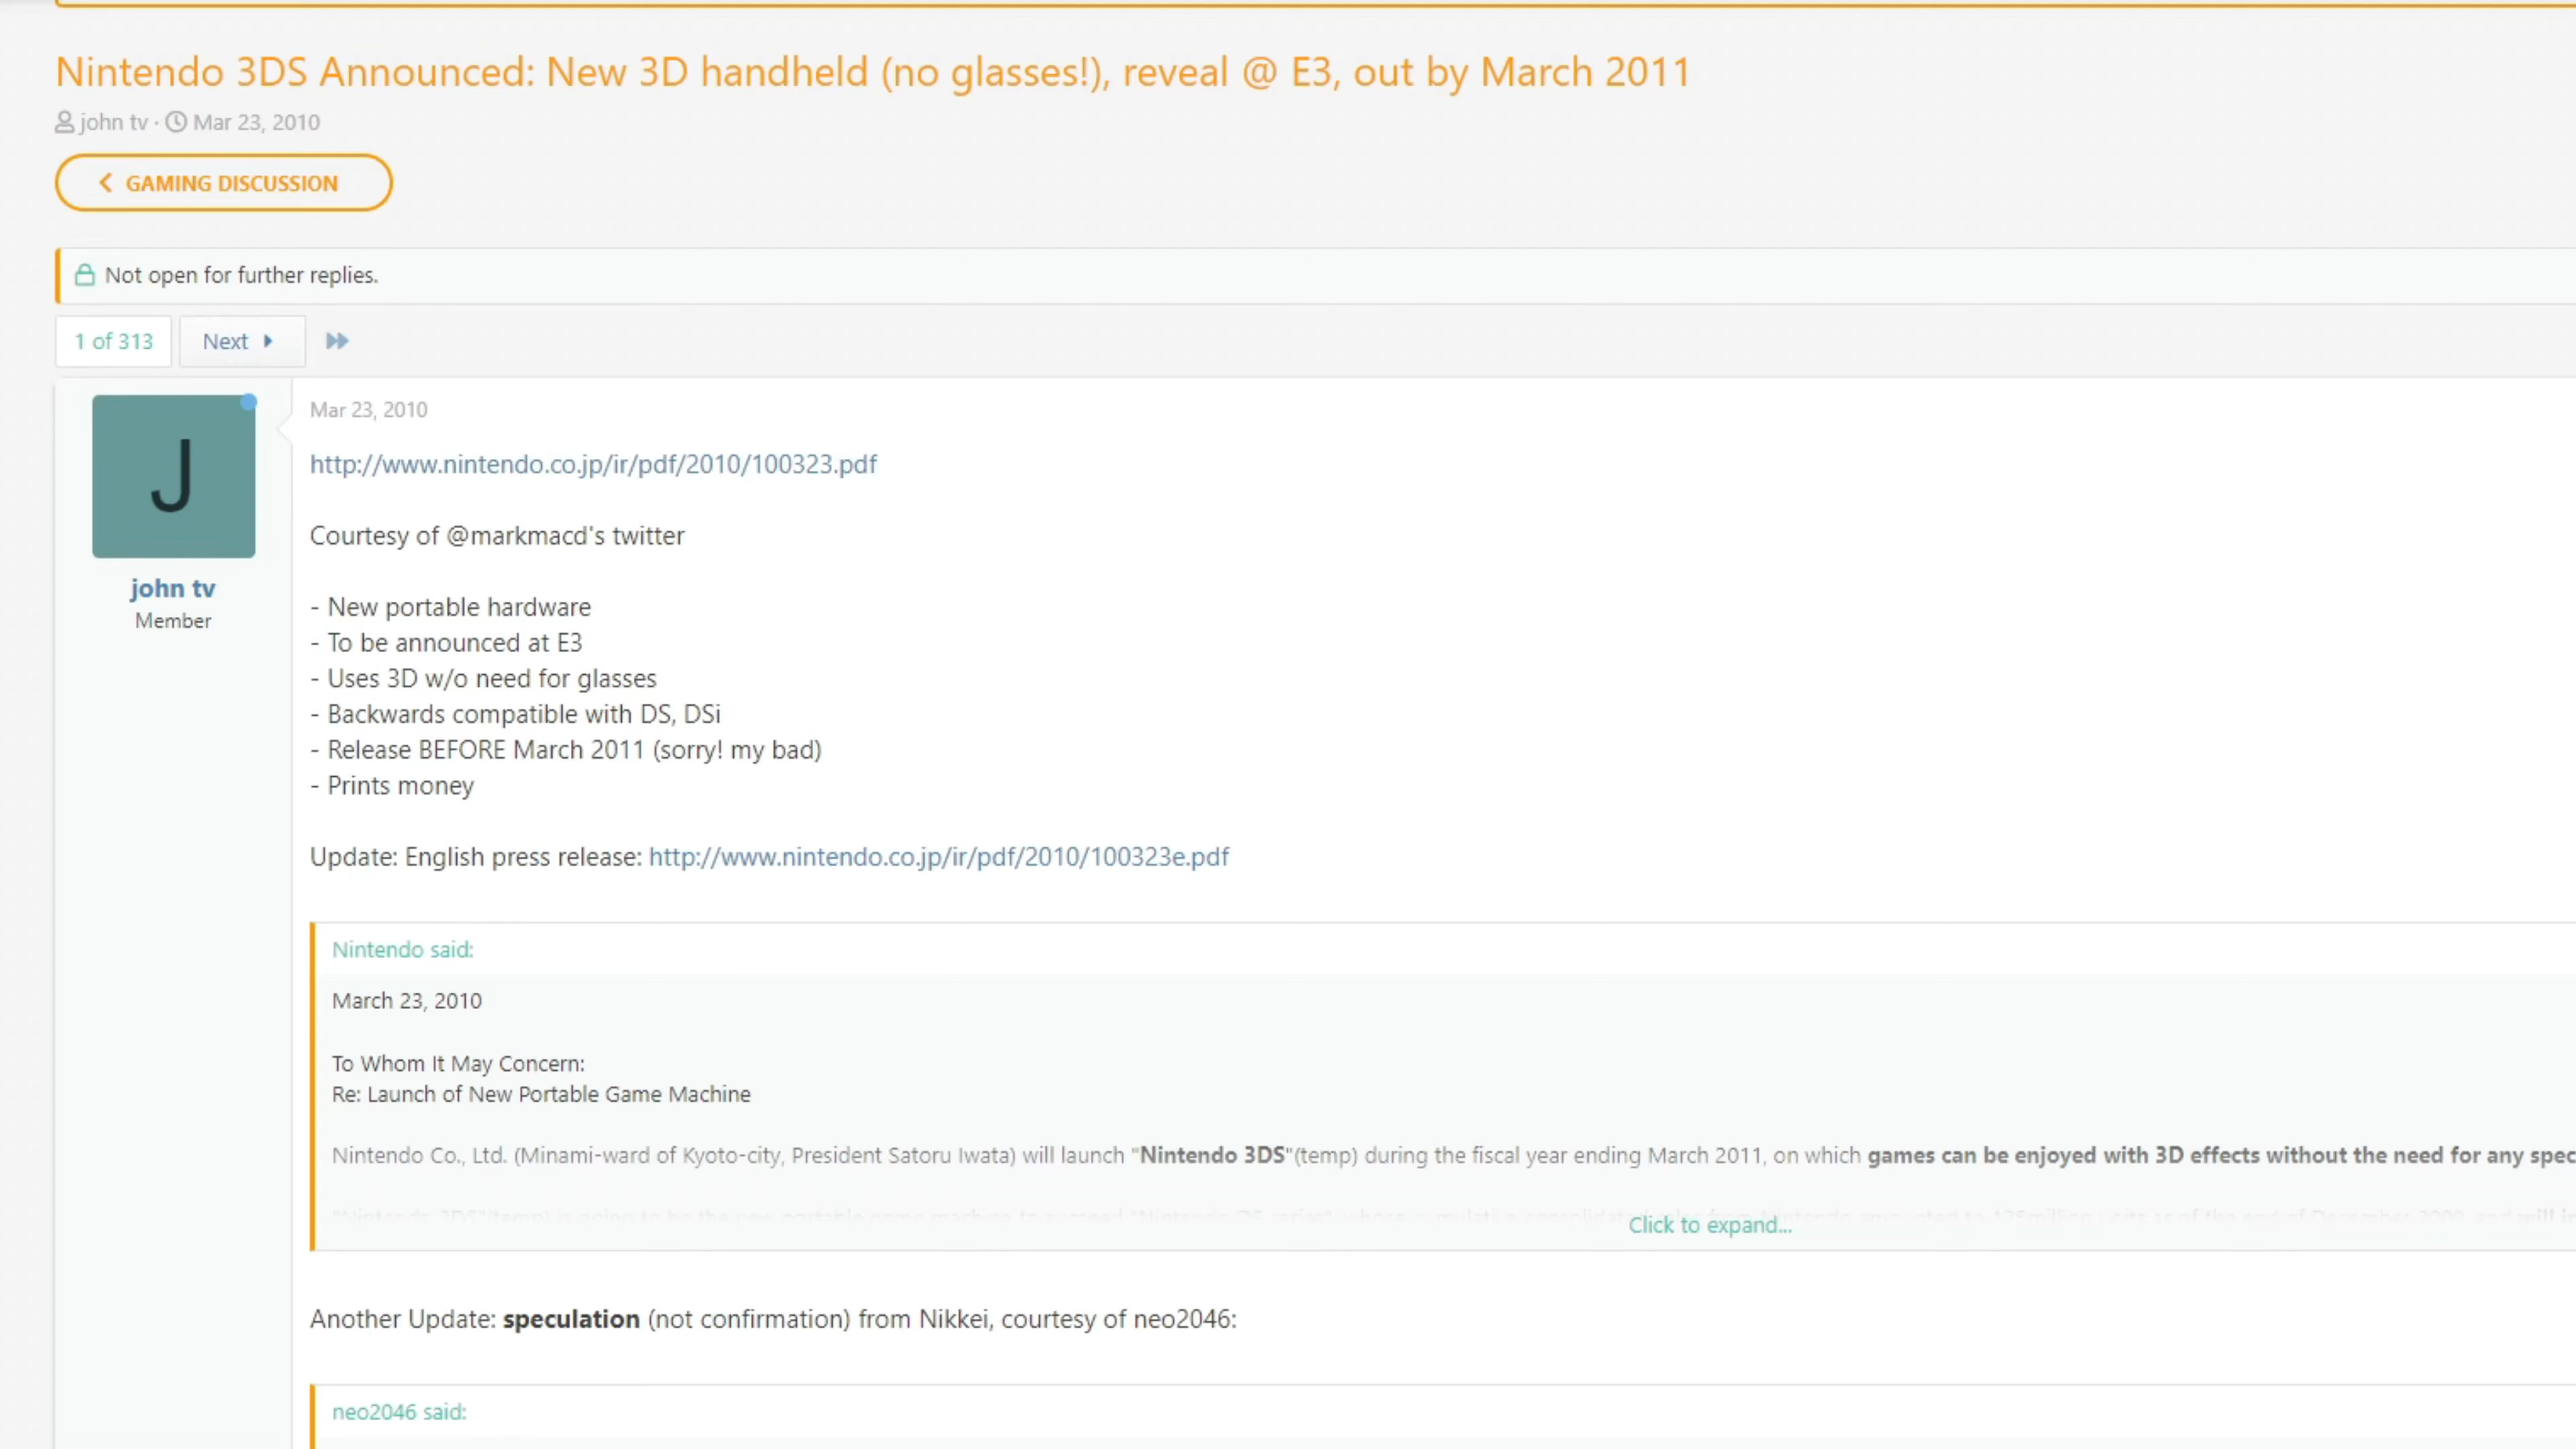 Nintendo 3DS Announced: New 3D handheld (no glasses!), reveal @ E3, out by March 2011
john tv · Mar 23, 2010
GAMING DISCUSSION
Not open for further replies.
1 of 313 Next
J
john tv
Member
Mar 23, 2010
http://www.nintendo.co.jp/ir/pdf/2010/100323.pdf
Courtesy of @markmacd's twitter
- New portable hardware
- To be announced at E3
- Uses 3D w/o need for glasses
- Backwards compatible with DS, DSi
- Release BEFORE March 2011 (sorry! my bad)
- Prints money
Update: English press release: http://www.nintendo.co.jp/ir/pdf/2010/100323e.pdf
Nintendo said:
March 23, 2010
To Whom It May Concern:
Re: Launch of New Portable Game Machine
Nintendo Co., Ltd. (Minami-ward of Kyoto-city, President Satoru Iwata) will launch "Nintendo 3DS"(temp) during the fiscal year ending March 2011, on which games can be enjoyed with 3D effects without the need for any spec
Click to expand...
Another Update: speculation (not confirmation) from Nikkei, courtesy of neo2046:
neo2046 said: